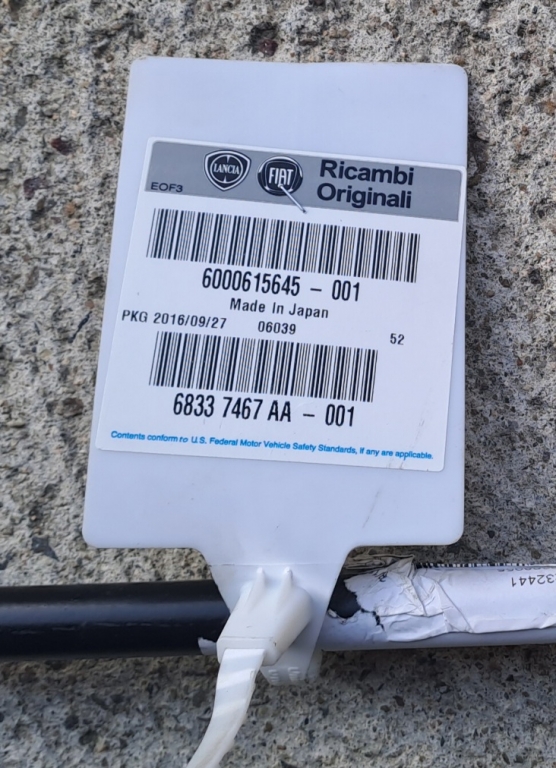 LANCIA
FIAT
Ricambi
Originali
EOF3
6000615645 - 001
Made In Japan
PKG 2016/09/27 06039 52
6833 7467 AA - 001
Contents conform to U.S. Federal Motor Vehicle Safety Standards, if any are applicable.
32441